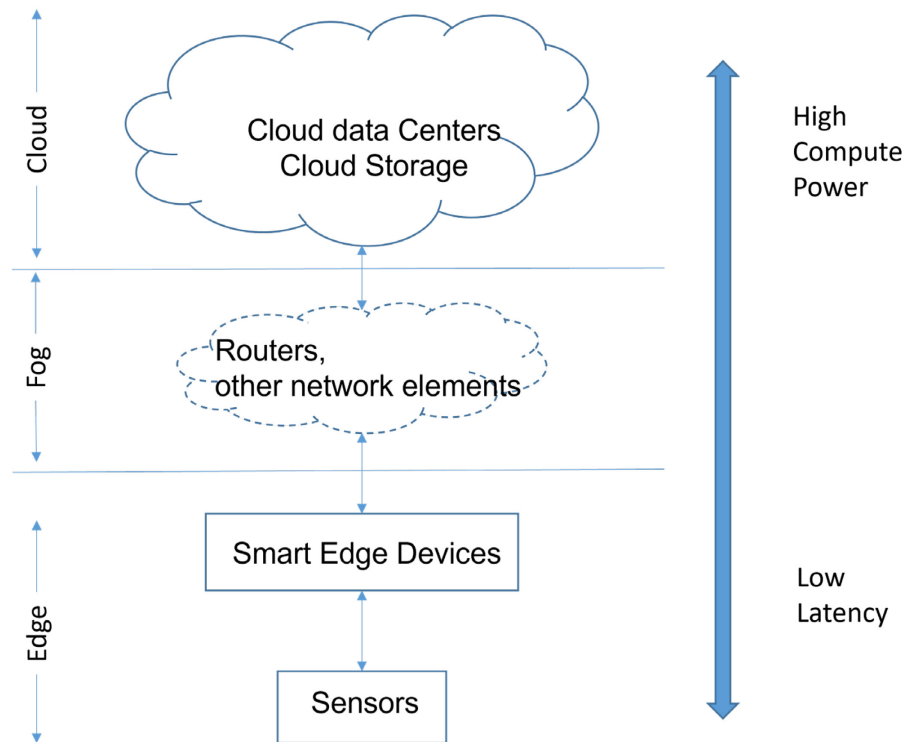 Cloud
Cloud data Centers
Cloud Storage
High
Compute
Power
Fog
Routers,
other network elements
Edge
Smart Edge Devices
Low
Latency
Sensors